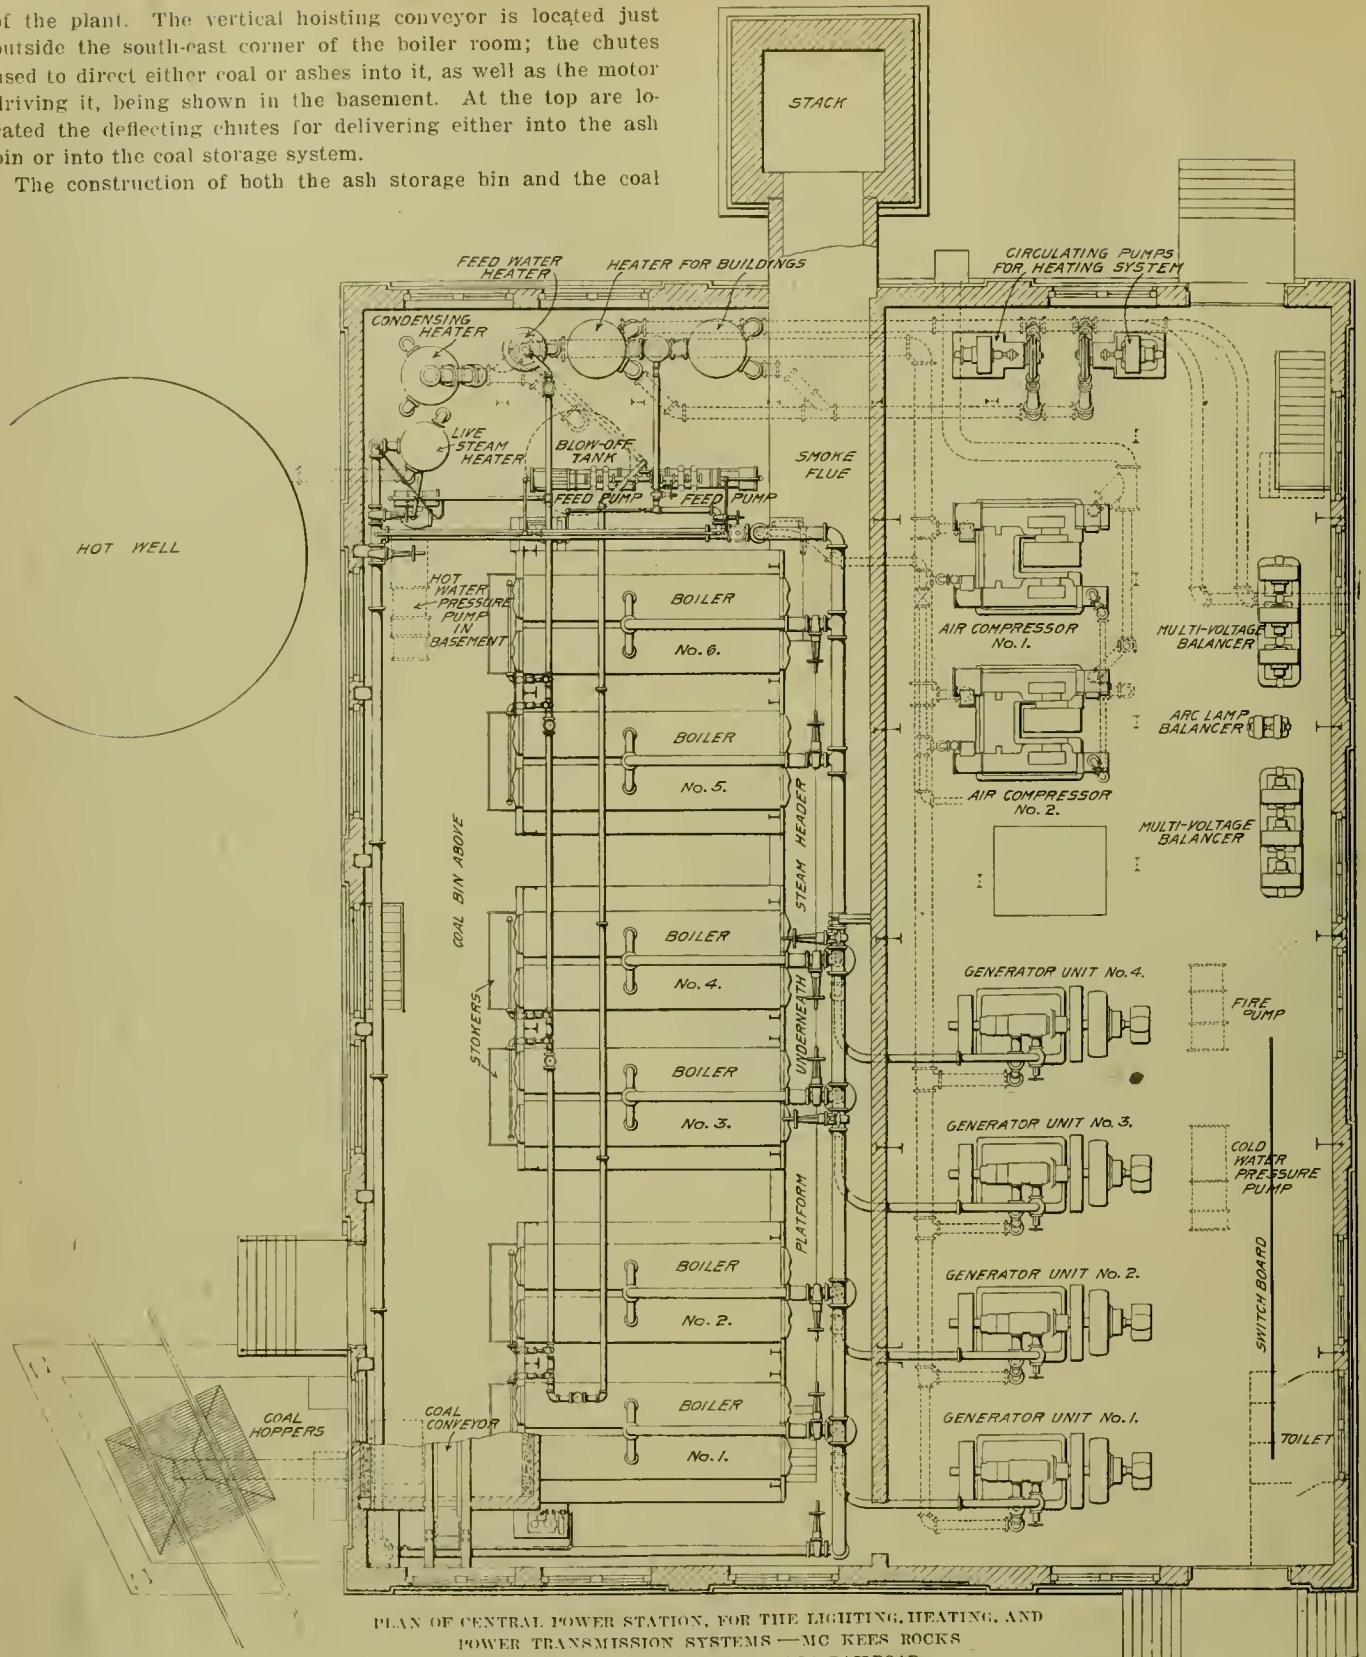 of the plant. The vertical hoisting conveyor is located just
outside the south-east corner of the boiler room; the chutes
used to direct either coal or ashes into it, as well as the motor
driving it, being shown in the basement. At the top are lo-
cated the deflecting chutes for delivering either into the ash
bin or into the coal storage system.
The construction of both the ash storage bin and the coal
STACK
FEED WATER
HEATER
HEATER FOR BUILDINGS
CIRCULATING PUMPS
FOR HEATING SYSTEM
CONDENSING
HEATER
LIVE
STEAM
HEATER
BLOW-OFF
TANK
SMOKE
FLUE
FEED PUMP
FEED PUMP
HOT WELL
HOT
WATER
PRESSURE
PUMP
IN
BASEMENT
BOILER
No. 6.
AIR COMPRESSOR
No. 1.
MULTI-VOLTAGE
BALANCER
BOILER
No. 5.
ARC LAMP
BALANCER
AIR COMPRESSOR
No. 2.
MULTI-VOLTAGE
BALANCER
COAL BIN ABOVE
STEAM HEADER
UNDERNEATH
PLATFORM
STOKERS
BOILER
No. 4.
GENERATOR UNIT No. 4.
FIRE
PUMP
BOILER
No. 3.
GENERATOR UNIT No. 3.
COLD
WATER
PRESSURE
PUMP
BOILER
No. 2.
GENERATOR UNIT No. 2.
SWITCH BOARD
BOILER
No. 1.
GENERATOR UNIT No. 1.
TOILET
COAL
HOPPERS
COAL
CONVEYOR
PLAN OF CENTRAL POWER STATION, FOR THE LIGHTING, HEATING, AND
POWER TRANSMISSION SYSTEMS—MC KEES ROCKS
RAILROAD